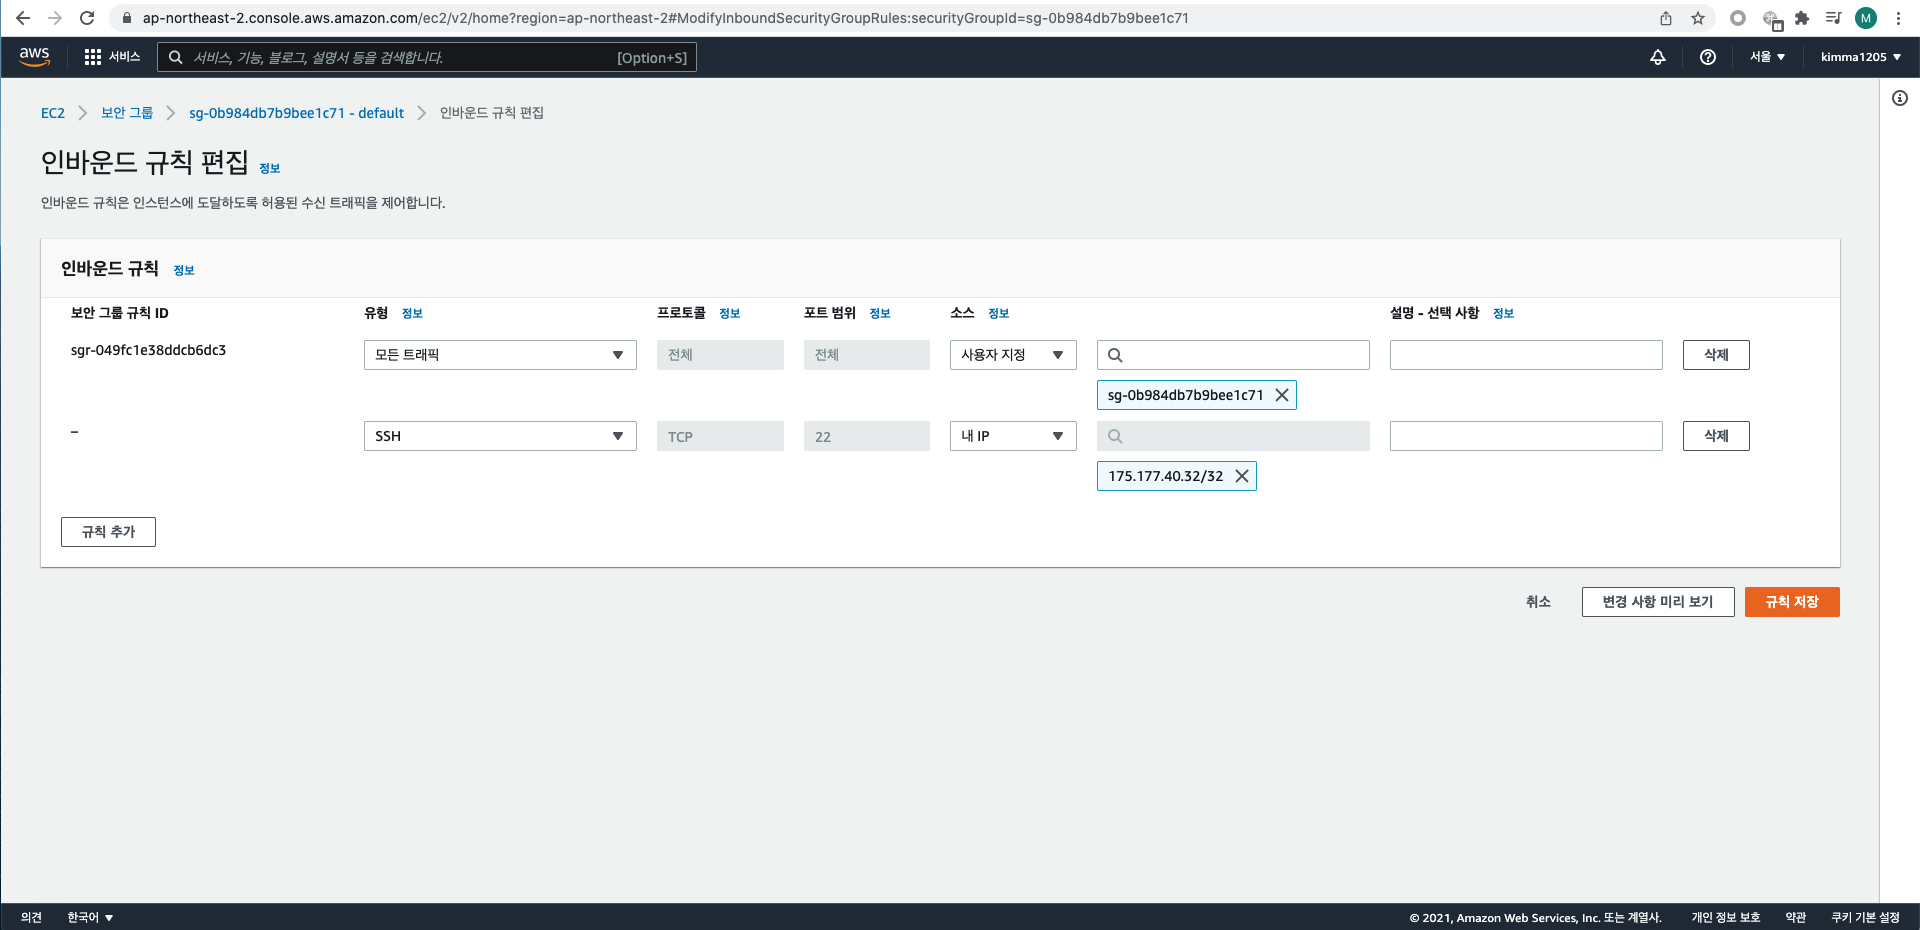 ap-northeast-2.console.aws.amazon.com/ec2/v2/home?region=ap-northeast-2#ModifyInboundSecurityGroupRules:securityGroupId=sg-0b984db7b9bee1c71
M
aws 서비스 서비스, 기능, 블로그, 설명서 등을 검색합니다. [Option+S] 서울 kimma1205
EC2 보안 그룹 sg-0b984db7b9bee1c71 - default 인바운드 규칙 편집
인바운드 규칙 편집 정보
인바운드 규칙은 인스턴스에 도달하도록 허용된 수신 트래픽을 제어합니다.
인바운드 규칙 정보
보안 그룹 규칙 ID 유형 정보 프로토콜 정보 포트 범위 정보 소스 정보 설명 - 선택 사항 정보
sgr-049fc1e38ddcb6dc3 모든 트래픽 전체 전체 사용자 지정 삭제
sg-0b984db7b9bee1c71
– SSH TCP 22 내 IP 삭제
175.177.40.32/32
규칙 추가
취소 변경 사항 미리 보기 규칙 저장
의견 한국어 © 2021, Amazon Web Services, Inc. 또는 계열사. 개인 정보 보호 약관 쿠키 기본 설정